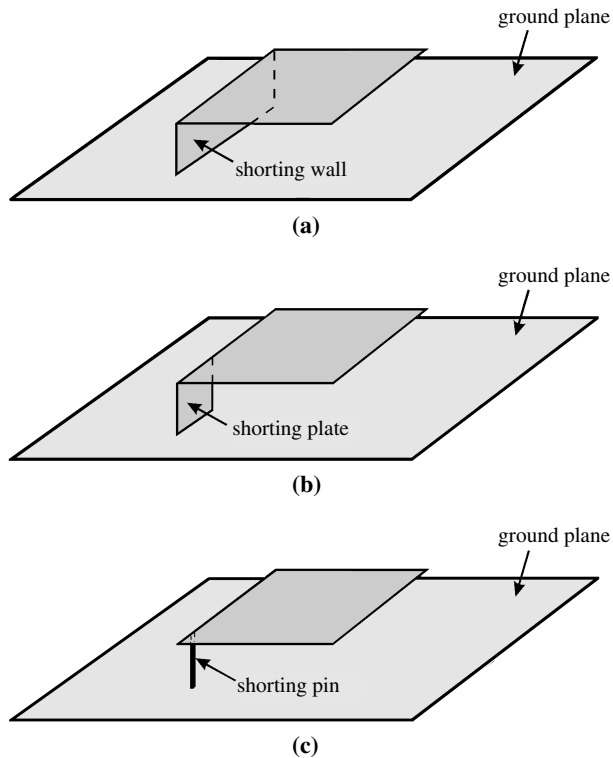 ground plane
shorting wall
(a)
ground plane
shorting plate
(b)
ground plane
shorting pin
(c)